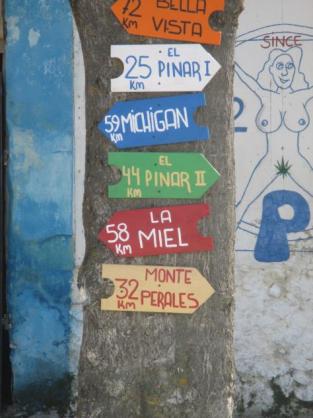 72 BELLA
KM VISTA
EL
25 PINAR I
KM
59 MICHIGAN
KM
EL
44 PINAR II
KM
LA
58 MIEL
KM
MONTE
32 PERALES
KM
SINCE
2
P